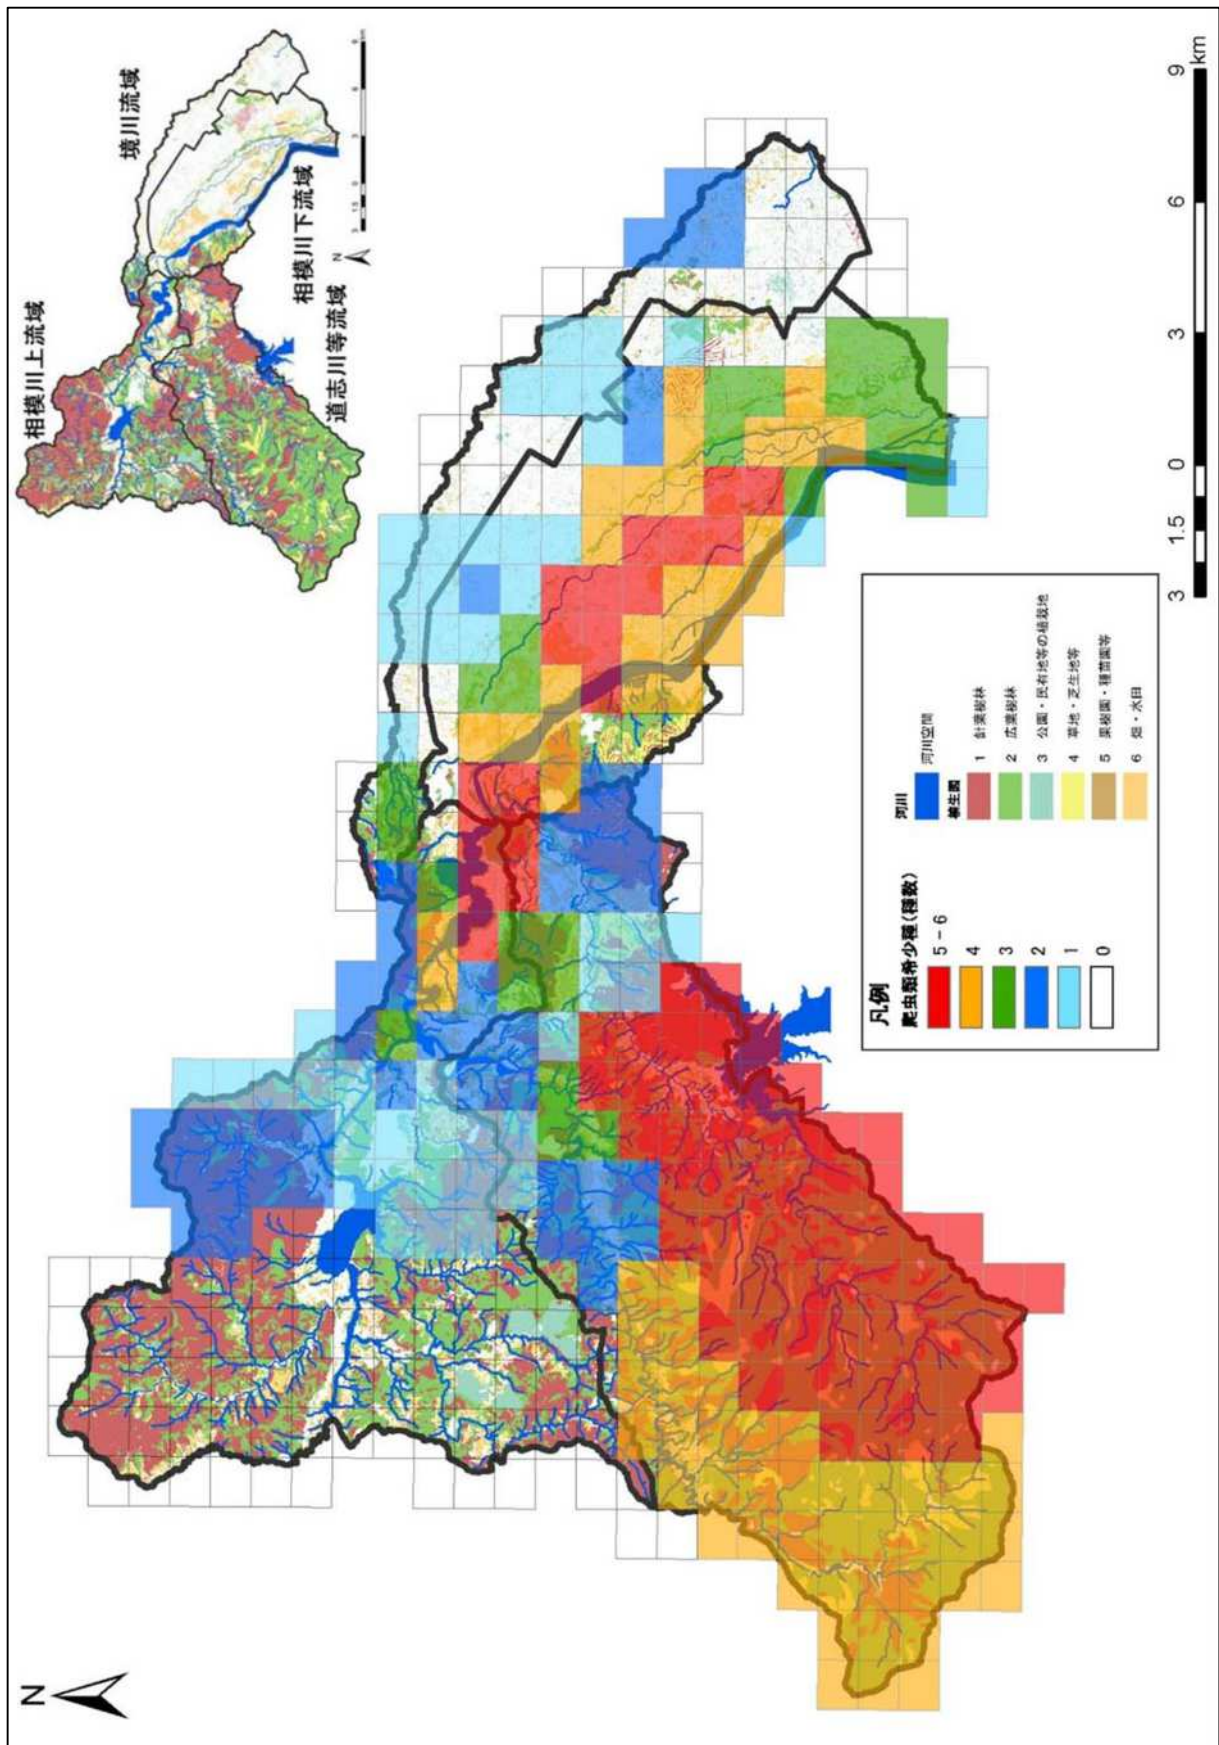 N
相模川上流域
境川流域
相模川下流域
道志川等流域
N
凡例
爬虫類希少種(種数)
5-6
4
3
2
1
0
河川
河川空間
植生図
1 針葉樹林
2 広葉樹林
3 公園・民有地等の植栽地
4 草地・芝生地等
5 果樹園・種苗園等
6 畑・水田
3 1.5 0 3 6 9
km